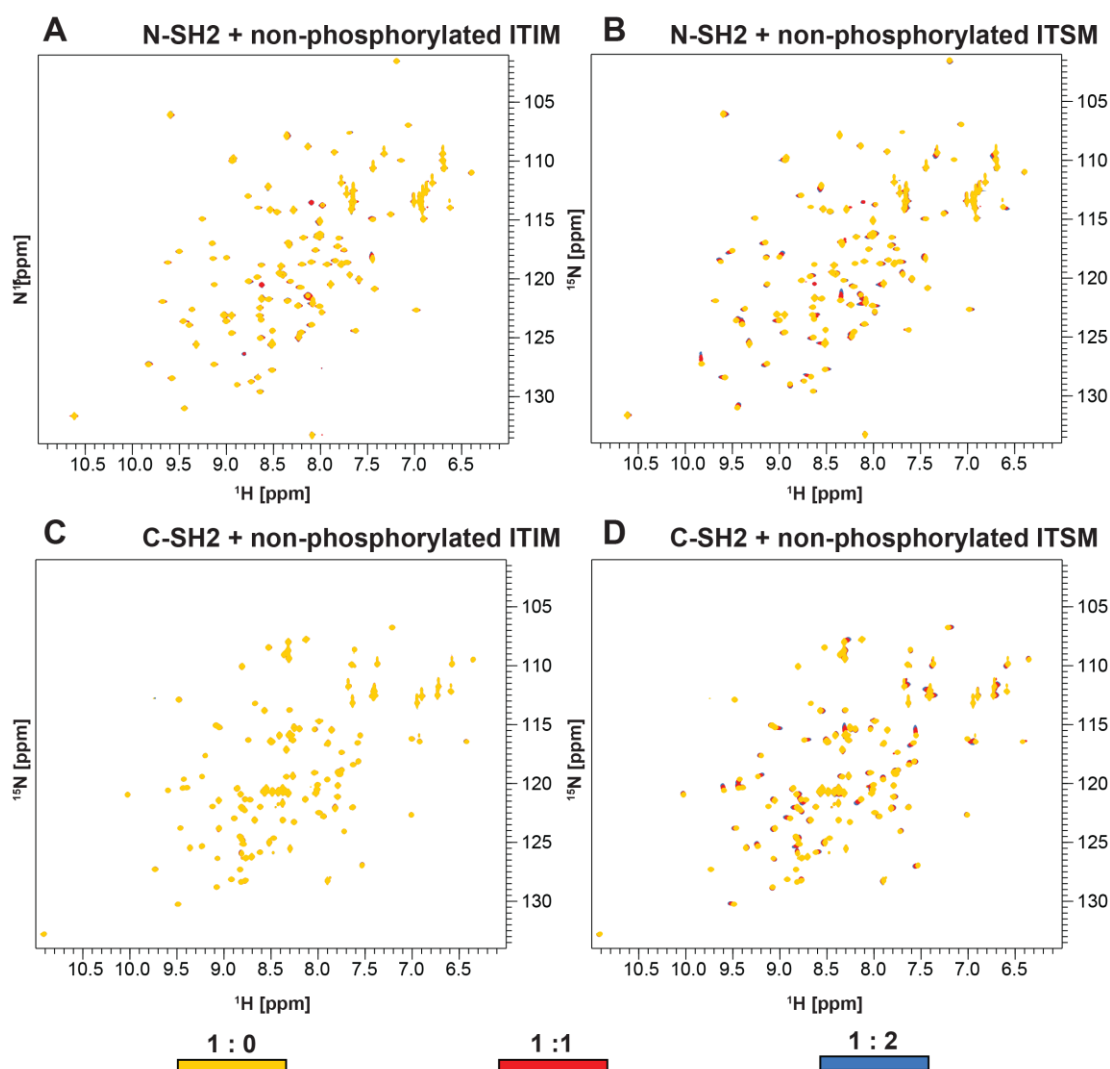 A N-SH2 + non-phosphorylated ITIM
105
110
115
120
125
130
10.5 10.0 9.5 9.0 8.5 8.0 7.5 7.0 6.5
¹H [ppm]
B N-SH2 + non-phosphorylated ITSM
¹⁵N [ppm]
105
110
115
120
125
130
10.5 10.0 9.5 9.0 8.5 8.0 7.5 7.0 6.5
¹H [ppm]
C C-SH2 + non-phosphorylated ITIM
¹⁵N [ppm]
105
110
115
120
125
130
10.5 10.0 9.5 9.0 8.5 8.0 7.5 7.0 6.5
¹H [ppm]
D C-SH2 + non-phosphorylated ITSM
¹⁵N [ppm]
105
110
115
120
125
130
10.5 10.0 9.5 9.0 8.5 8.0 7.5 7.0 6.5
¹H [ppm]
1 : 0 1 :1 1 : 2